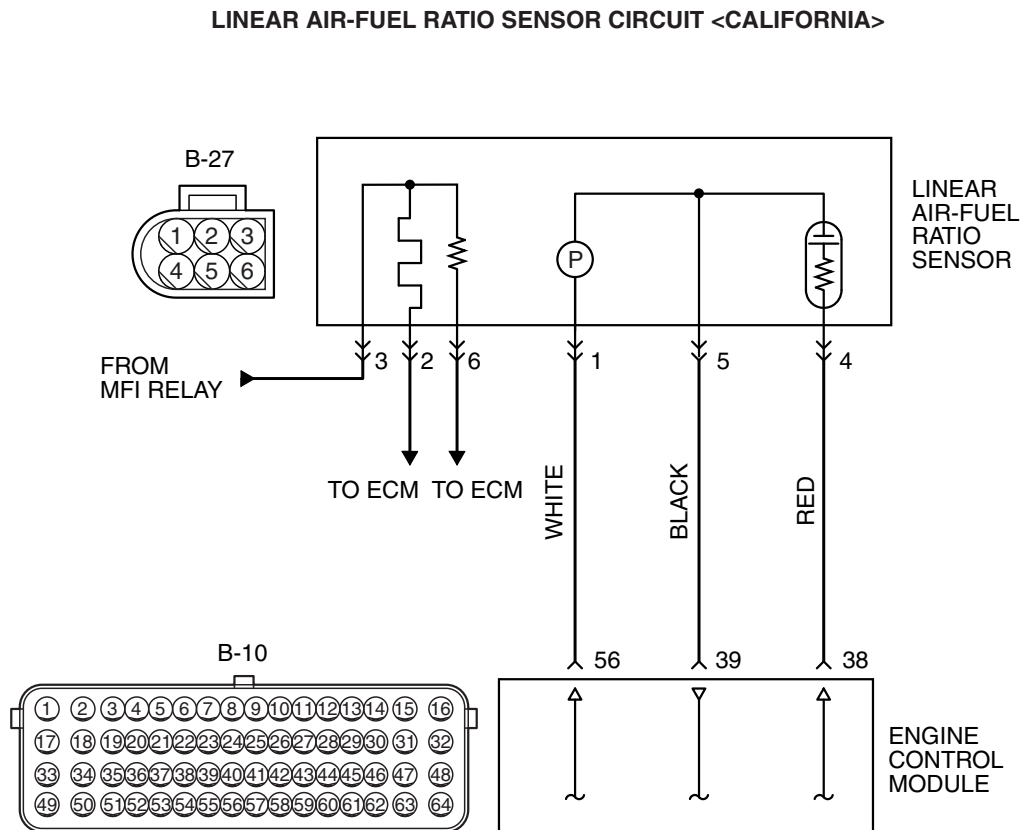 LINEAR AIR-FUEL RATIO SENSOR CIRCUIT <CALIFORNIA>
B-27
1 2 3
4 5 6
LINEAR
AIR-FUEL
RATIO
SENSOR
P
FROM
MFI RELAY
3 2 6 1 5 4
TO ECM TO ECM
WHITE
BLACK
RED
B-10
56 39 38
1 2 3 4 5 6 7 8 9 10 11 12 13 14 15 16
17 18 19 20 21 22 23 24 25 26 27 28 29 30 31 32
33 34 35 36 37 38 39 40 41 42 43 44 45 46 47 48
49 50 51 52 53 54 55 56 57 58 59 60 61 62 63 64
ENGINE
CONTROL
MODULE